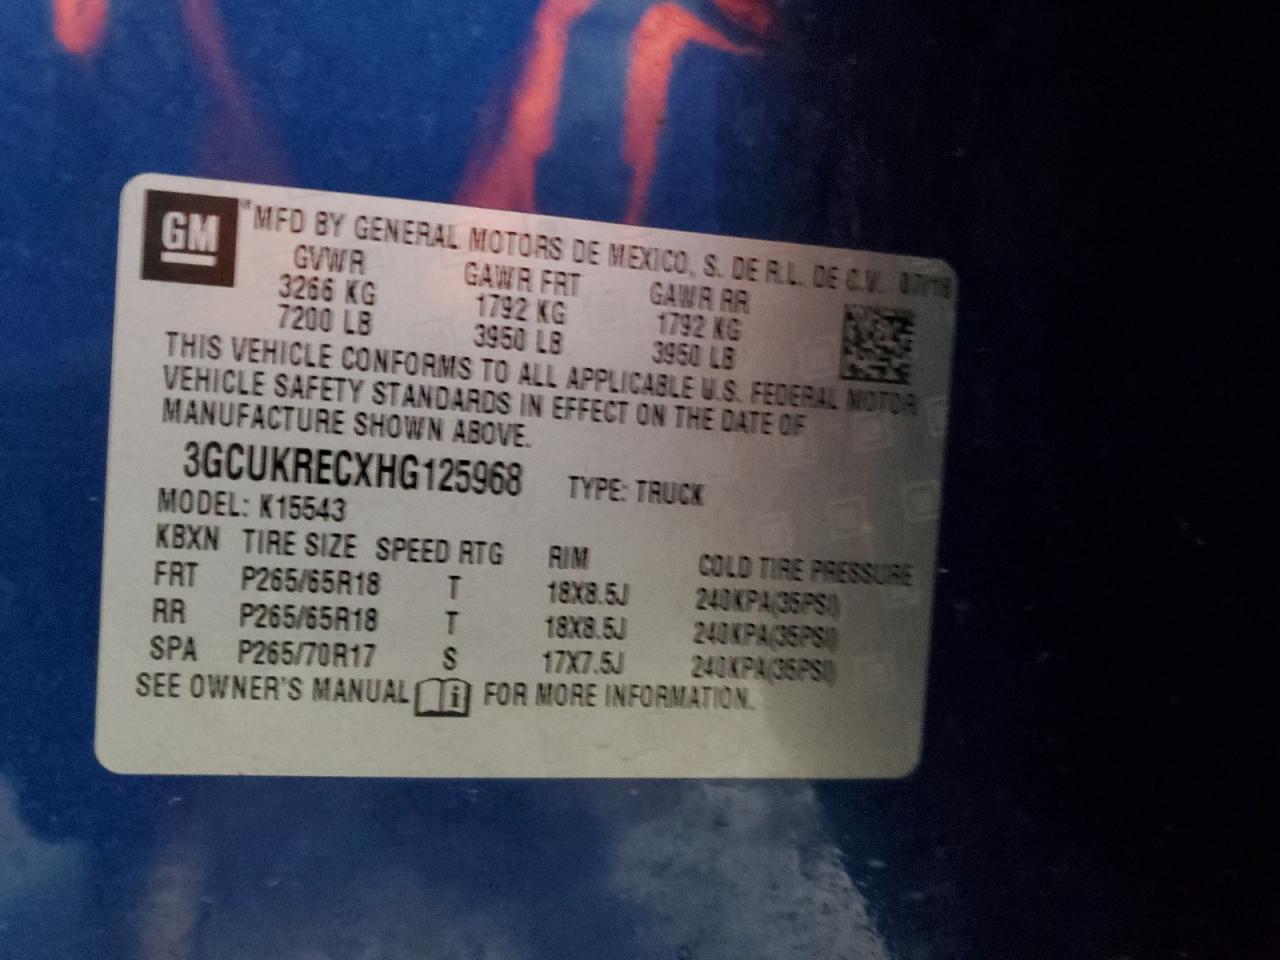 GM
MFD BY GENERAL MOTORS DE MEXICO, S. DE R.L. DE C.V. 07/16
GVWR GAWR FRT GAWR RR
3266 KG 1792 KG 1792 KG
7200 LB 3950 LB 3950 LB
THIS VEHICLE CONFORMS TO ALL APPLICABLE U.S. FEDERAL MOTOR
VEHICLE SAFETY STANDARDS IN EFFECT ON THE DATE OF
MANUFACTURE SHOWN ABOVE.
3GCUKRECXHG125968 TYPE: TRUCK
MODEL: K15543
KBXN TIRE SIZE SPEED RTG RIM COLD TIRE PRESSURE
FRT P265/65R18 T 18X8.5J 240KPA(35PSI)
RR P265/65R18 T 18X8.5J 240KPA(35PSI)
SPA P265/70R17 S 17X7.5J 240KPA(35PSI)
SEE OWNER'S MANUAL i FOR MORE INFORMATION.